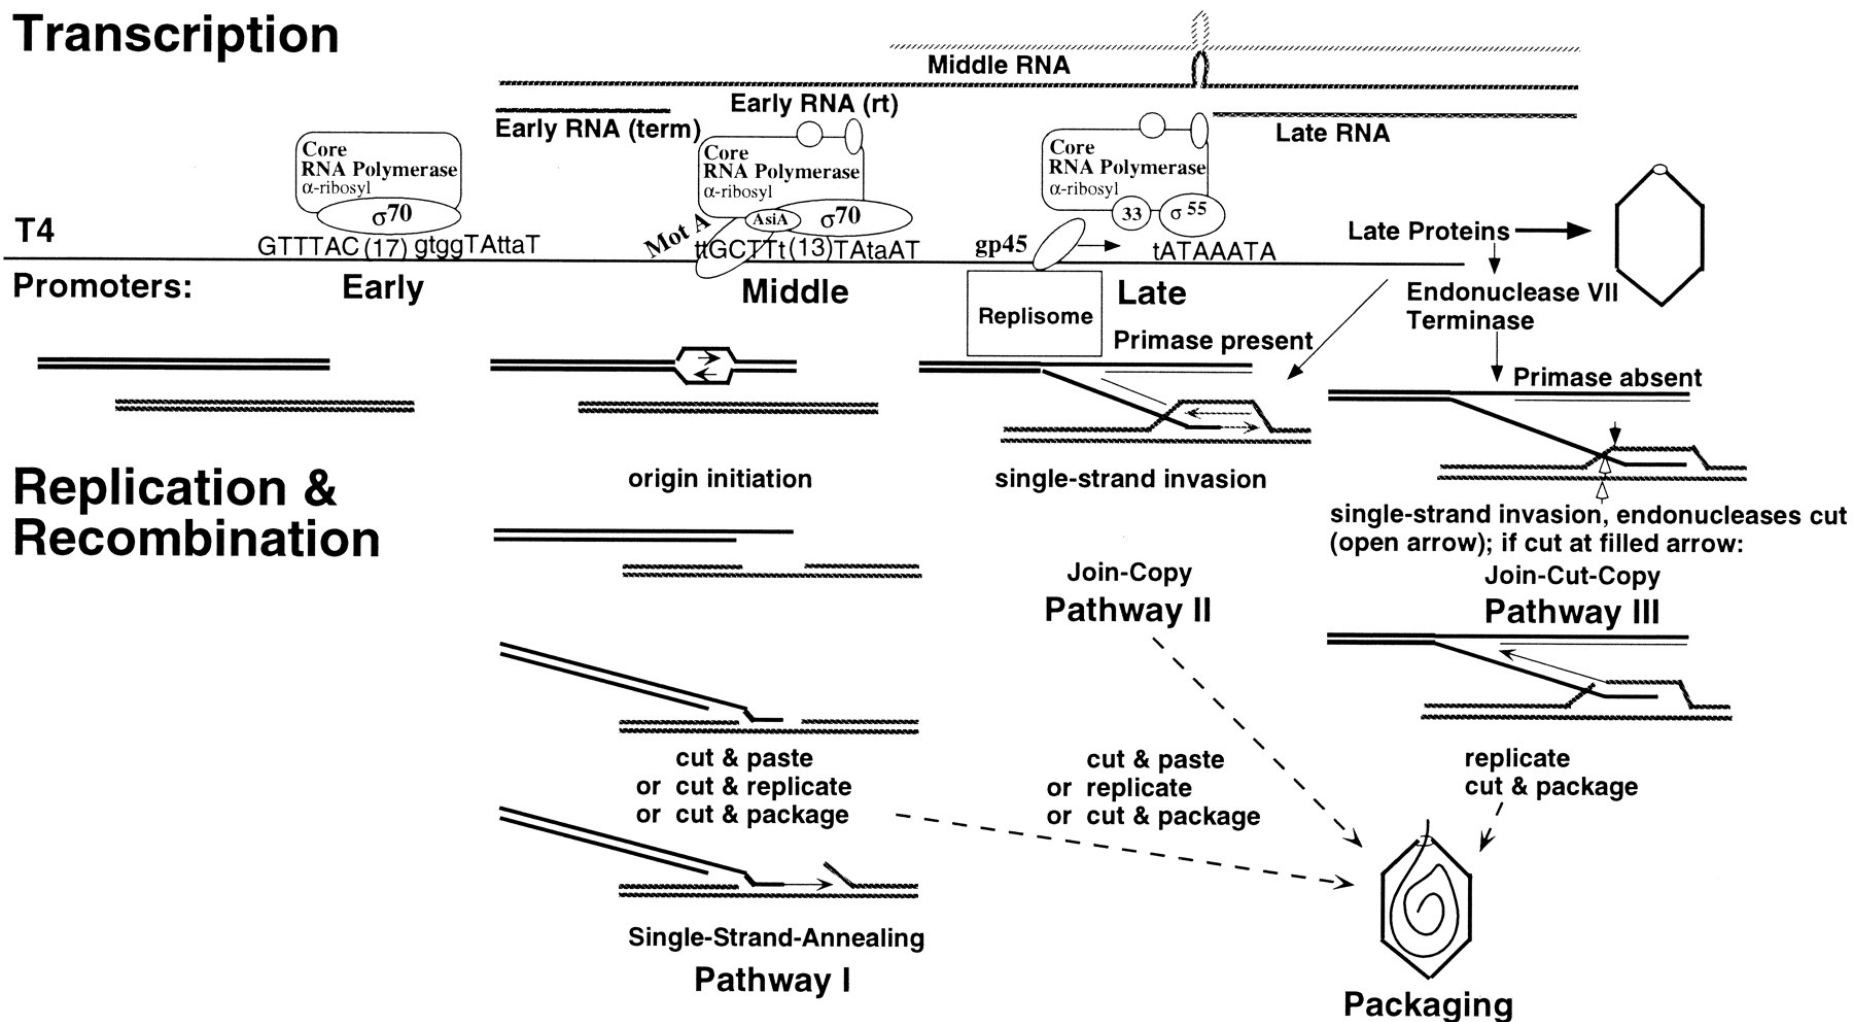 Transcription
Middle RNA
Early RNA (rt)
Early RNA (term)
Late RNA
Core
RNA Polymerase
α-ribosyl
σ70
Core
RNA Polymerase
α-ribosyl
AsiA
σ70
Mot A
Core
RNA Polymerase
α-ribosyl
33
σ 55
gp45
T4
GTTTAC (17) gtggTAttaT
ttGCTTt (13) TAtaAT
tATAAATA
Late Proteins
Promoters:
Early
Middle
Late
Endonuclease VII
Terminase
Replisome
Primase present
Primase absent
Replication &
Recombination
origin initiation
single-strand invasion
single-strand invasion, endonucleases cut
(open arrow); if cut at filled arrow:
Join-Copy
Pathway II
Join-Cut-Copy
Pathway III
cut & paste
or cut & replicate
or cut & package
cut & paste
or replicate
or cut & package
replicate
cut & package
Single-Strand-Annealing
Pathway I
Packaging